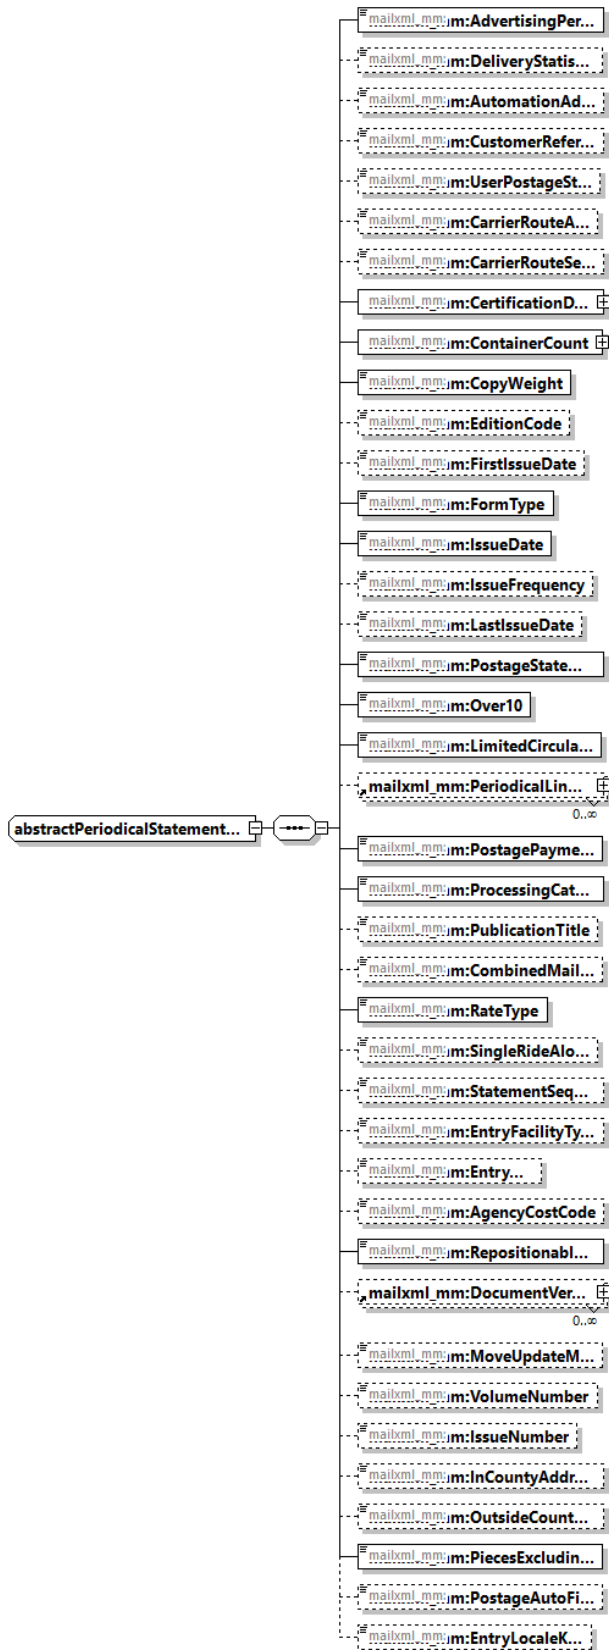 mailxml_mm:m:AdvertisingPer...
mailxml_mm:m:DeliveryStatis...
mailxml_mm:m:AutomationAd...
mailxml_mm:m:CustomerRefer...
mailxml_mm:m:UserPostageSt...
mailxml_mm:m:CarrierRouteA...
mailxml_mm:m:CarrierRouteSe...
mailxml_mm:m:CertificationD...
mailxml_mm:m:ContainerCount
mailxml_mm:m:CopyWeight
mailxml_mm:m:EditionCode
mailxml_mm:m:FirstIssueDate
mailxml_mm:m:FormType
mailxml_mm:m:IssueDate
mailxml_mm:m:IssueFrequency
mailxml_mm:m:LastIssueDate
mailxml_mm:m:PostageState...
mailxml_mm:m:Over10
mailxml_mm:m:LimitedCircula...
mailxml_mm:PeriodicalLin...
0..∞
abstractPeriodicalStatement...
mailxml_mm:m:PostagePayme...
mailxml_mm:m:ProcessingCat...
mailxml_mm:m:PublicationTitle
mailxml_mm:m:CombinedMail...
mailxml_mm:m:RateType
mailxml_mm:m:SingleRideAlo...
mailxml_mm:m:StatementSeq...
mailxml_mm:m:EntryFacilityTy...
mailxml_mm:m:Entry...
mailxml_mm:m:AgencyCostCode
mailxml_mm:m:Repositionabl...
mailxml_mm:DocumentVer...
0..∞
mailxml_mm:m:MoveUpdateM...
mailxml_mm:m:VolumeNumber
mailxml_mm:m:IssueNumber
mailxml_mm:m:InCountyAddr...
mailxml_mm:m:OutsideCount...
mailxml_mm:m:PiecesExcludin...
mailxml_mm:m:PostageAutoFi...
mailxml_mm:m:EntryLocaleK...